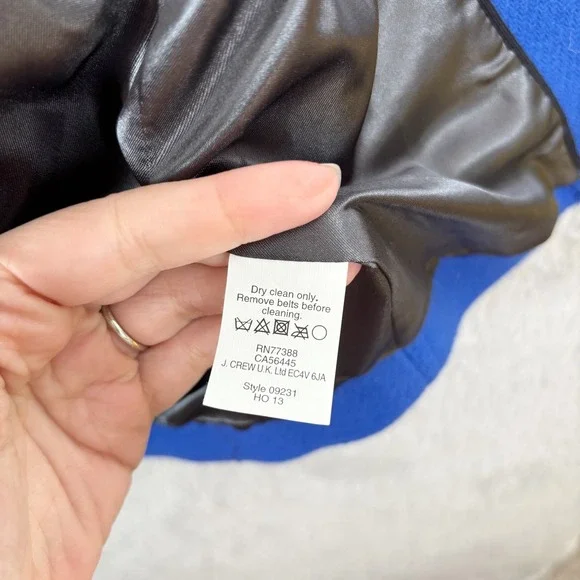 Dry clean only.
Remove belts before
cleaning.
RN77388
CA56445
J. CREW U.K. Ltd EC4V 6JA
Style 09231
HO 13